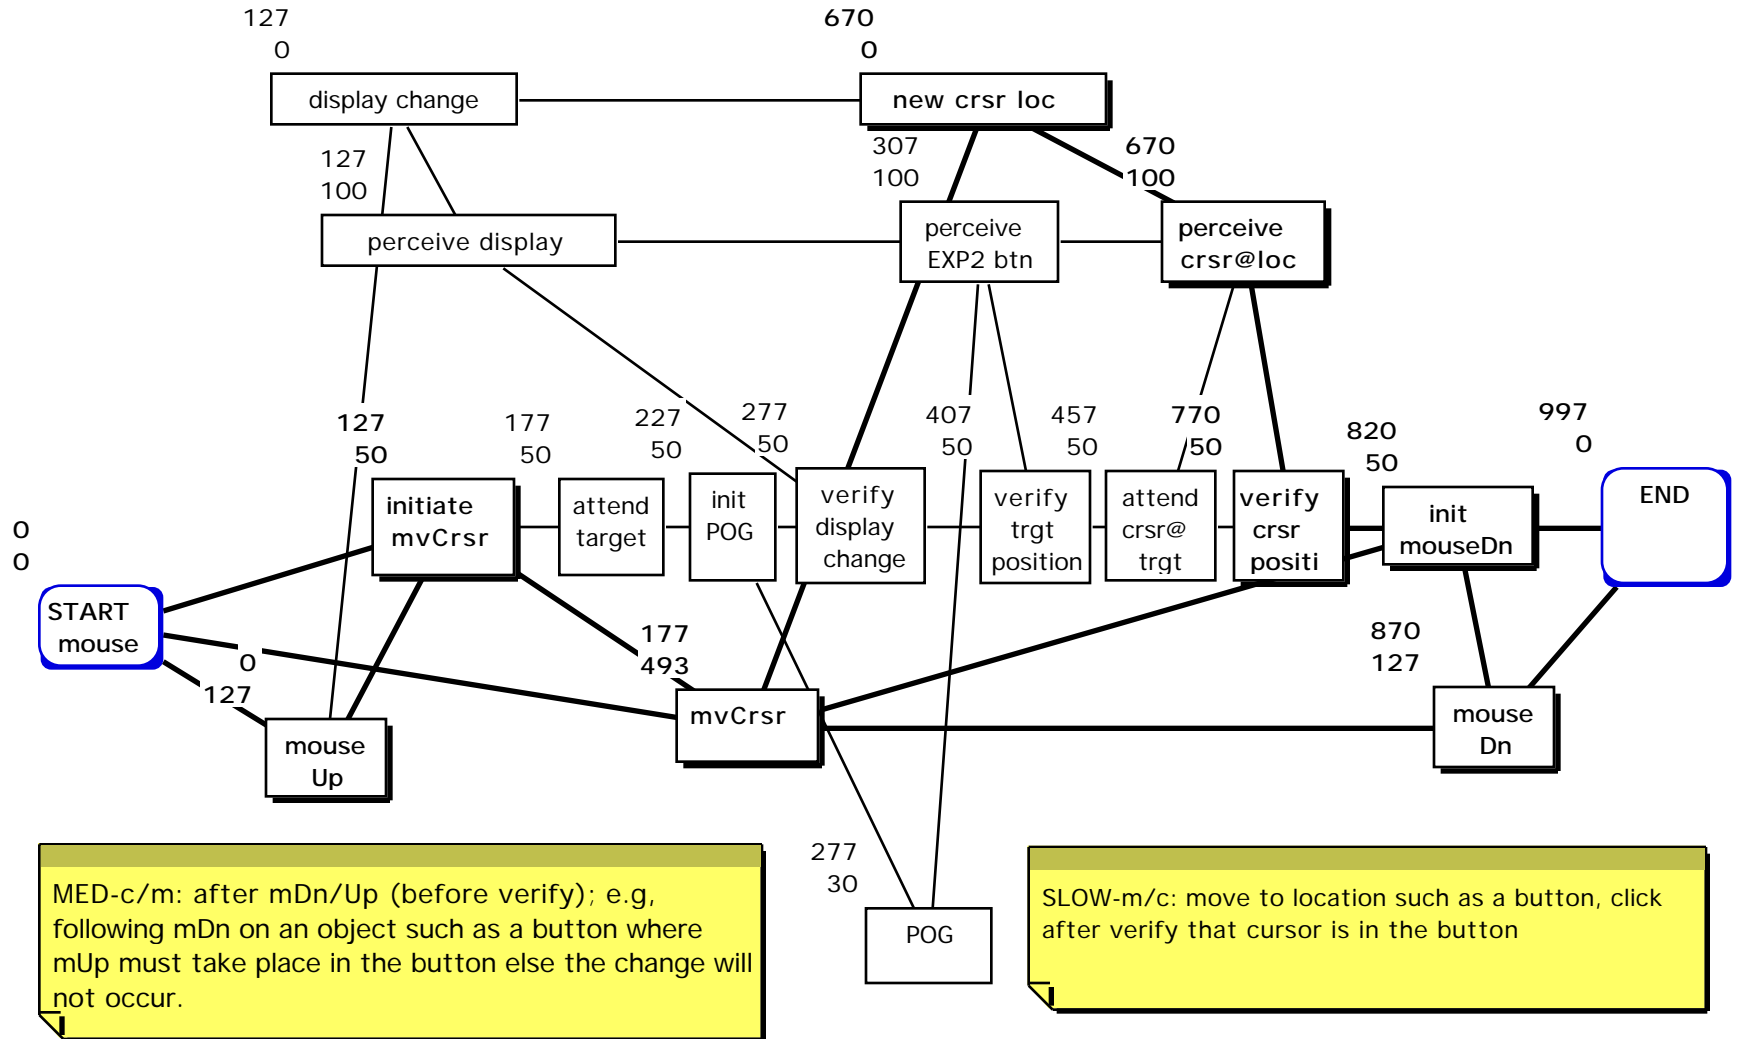 127
0
display change
670
0
new crsr loc
127
100
perceive display
307
100
perceive
EXP2 btn
670
100
perceive
crsr@loc
127
50
initiate
mvCrsr
177
50
attend
target
227
50
init
POG
277
50
verify
display
change
407
50
457
50
verify
trgt
position
770
50
attend
crsr@
trgt
verify
crsr
positi
820
50
init
mouseDn
997
0
END
0
0
START
mouse
0
127
mouse
Up
177
493
mvCrsr
870
127
mouse
Dn
277
30
POG
MED-c/m: after mDn/Up (before verify); e.g,
following mDn on an object such as a button where
mUp must take place in the button else the change will
not occur.
SLOW-m/c: move to location such as a button, click
after verify that cursor is in the button